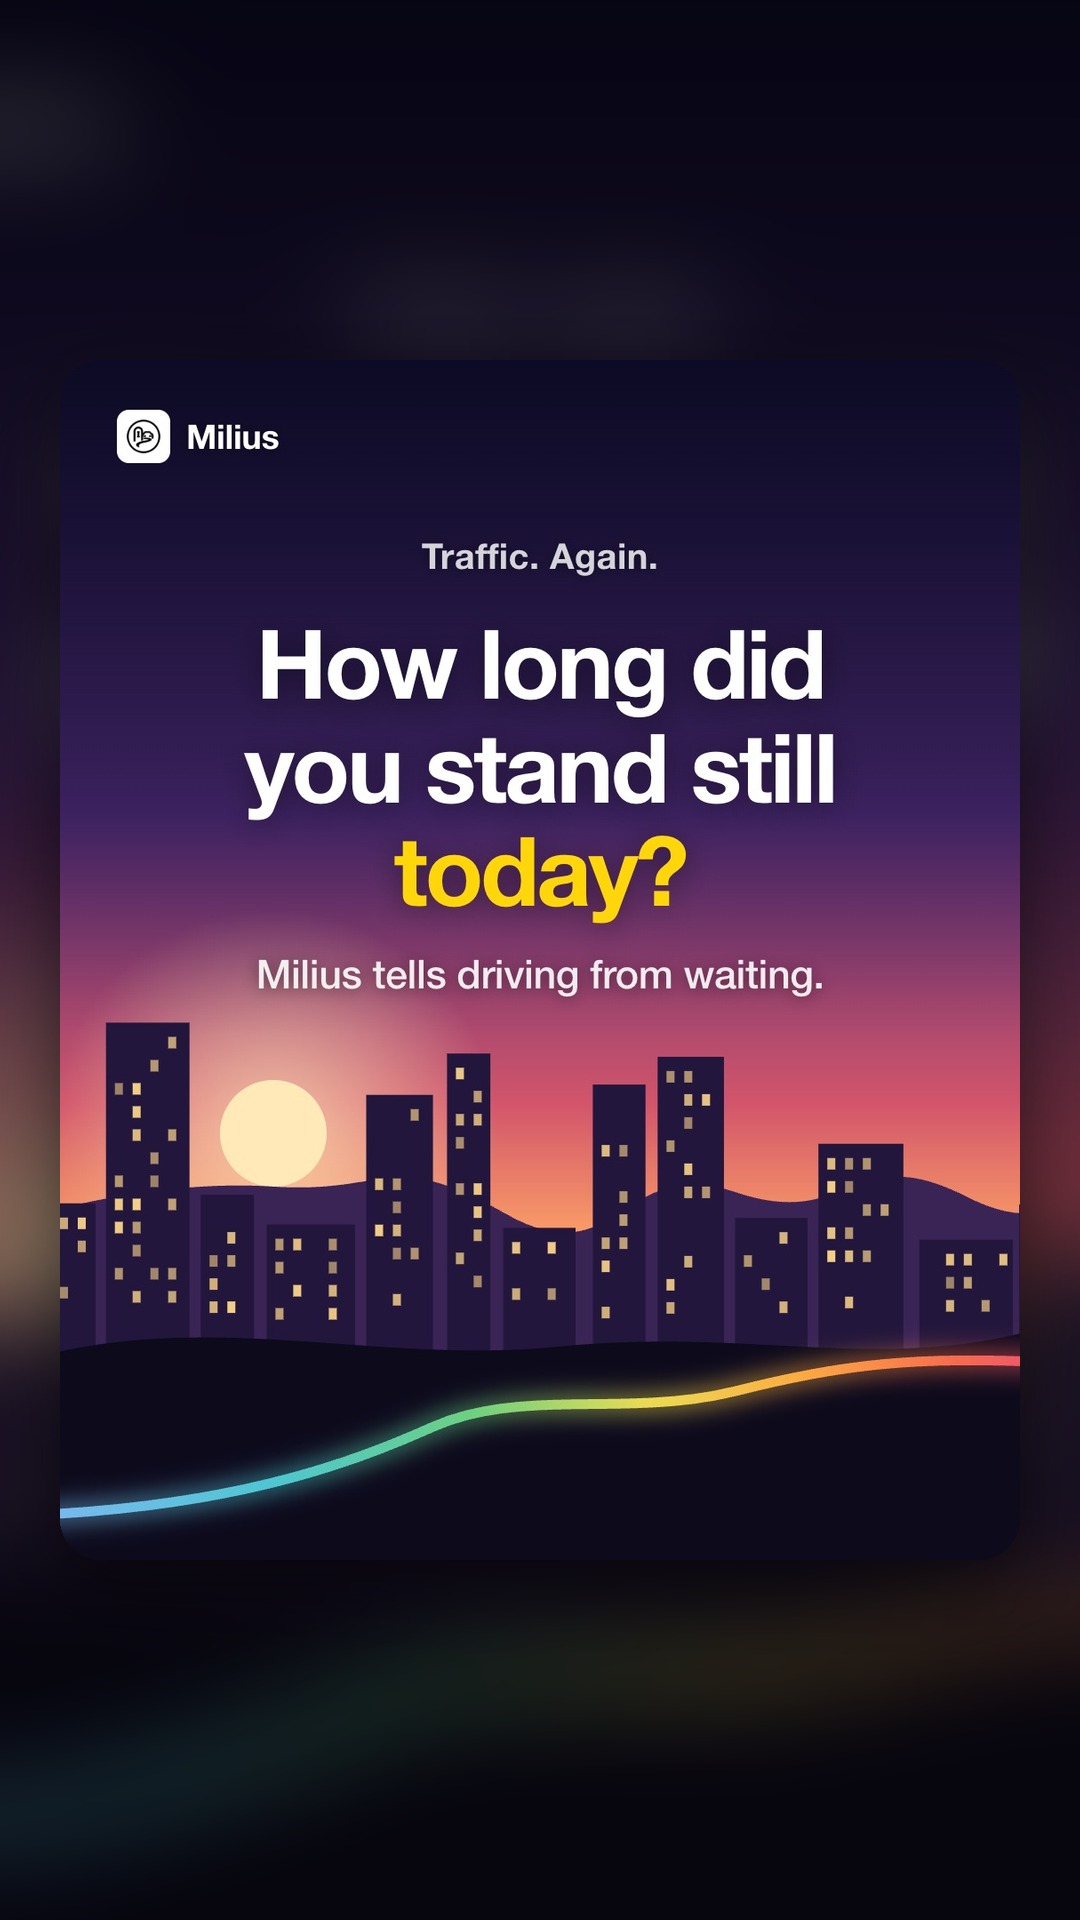 Milius
Traffic. Again.
How long did
you stand still
today?
Milius tells driving from waiting.